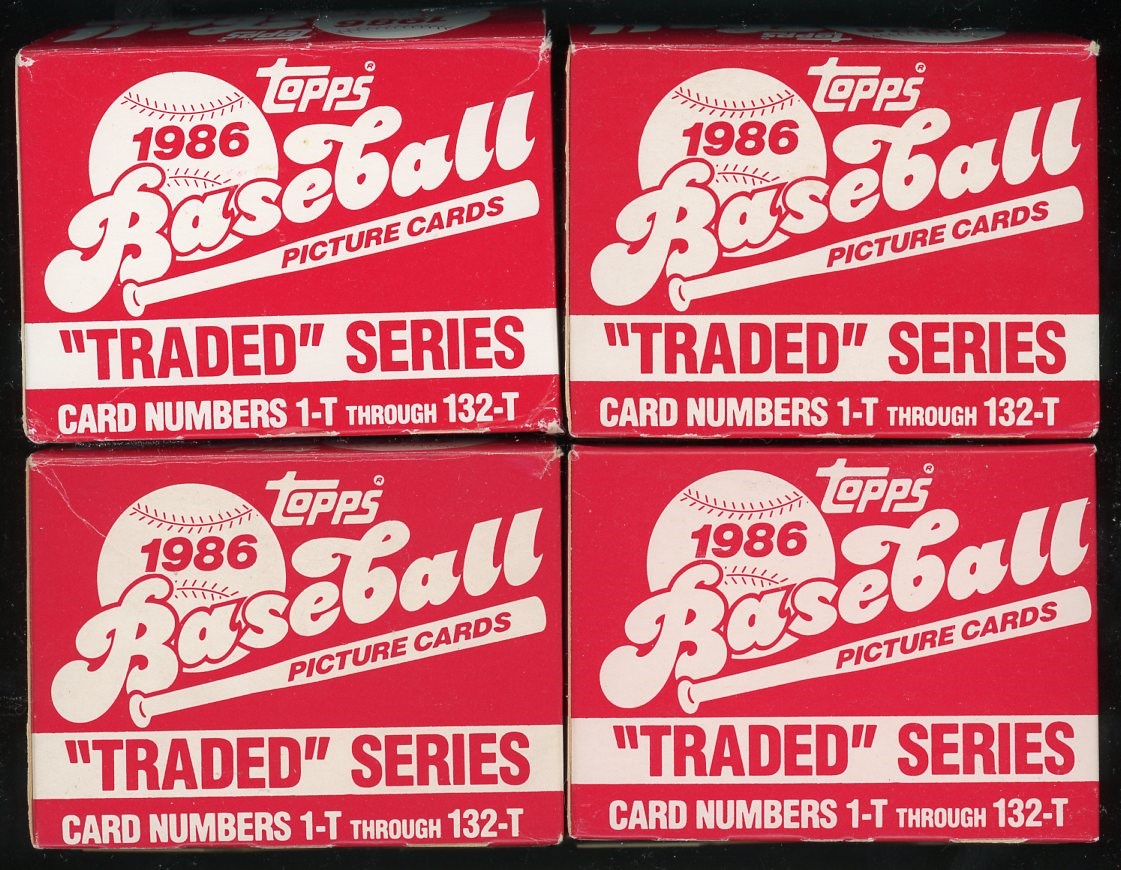 Topps®
1986
Baseball
PICTURE CARDS
"TRADED" SERIES
CARD NUMBERS 1-T THROUGH 132-T
Topps®
1986
Baseball
PICTURE CARDS
"TRADED" SERIES
CARD NUMBERS 1-T THROUGH 132-T
Topps®
1986
Baseball
PICTURE CARDS
"TRADED" SERIES
CARD NUMBERS 1-T THROUGH 132-T
Topps®
1986
Baseball
PICTURE CARDS
"TRADED" SERIES
CARD NUMBERS 1-T THROUGH 132-T